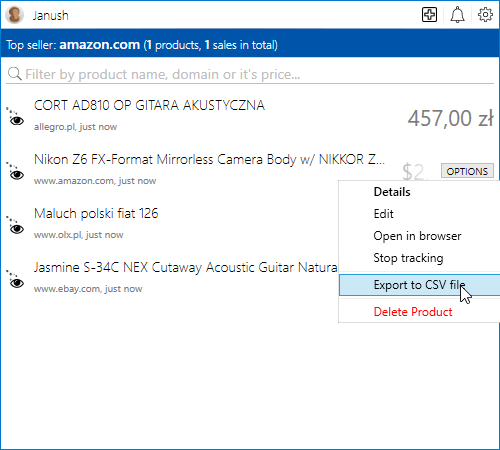 Janush
Top seller: amazon.com (1 products, 1 sales in total)
Filter by product name, domain or it's price...
CORT AD810 OP GITARA AKUSTYCZNA
457,00 zł
allegro.pl, just now
Nikon Z6 FX-Format Mirrorless Camera Body w/ NIKKOR Z...
$2
OPTIONS
www.amazon.com, just now
Details
Maluch polski fiat 126
Edit
www.olx.pl, just now
Open in browser
Stop tracking
Jasmine S-34C NEX Cutaway Acoustic Guitar Natura
Export to CSV file
www.ebay.com, just now
Delete Product